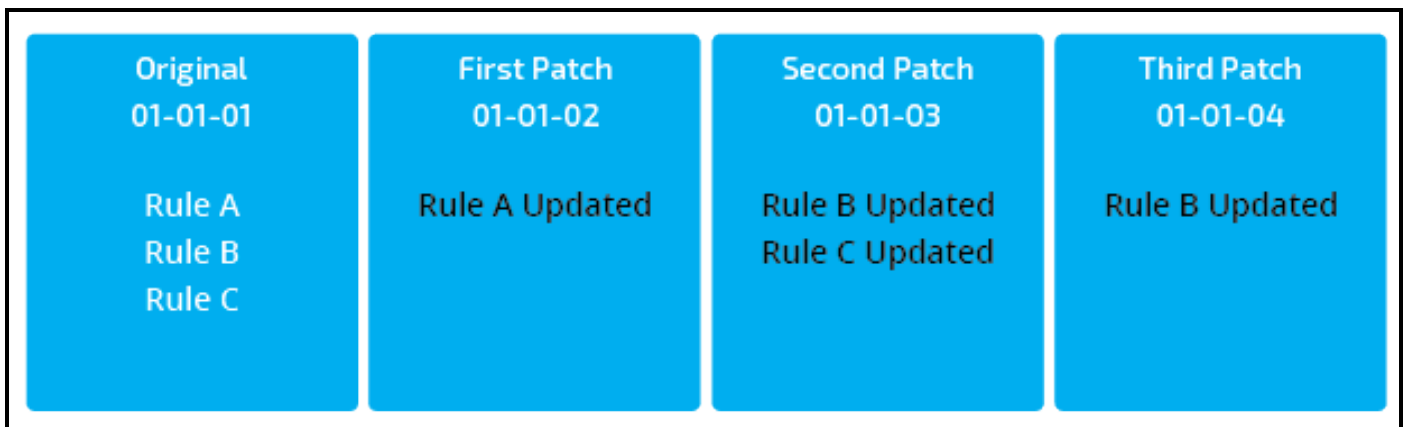 Original
01-01-01
Rule A
Rule B
Rule C
First Patch
01-01-02
Rule A Updated
Second Patch
01-01-03
Rule B Updated
Rule C Updated
Third Patch
01-01-04
Rule B Updated